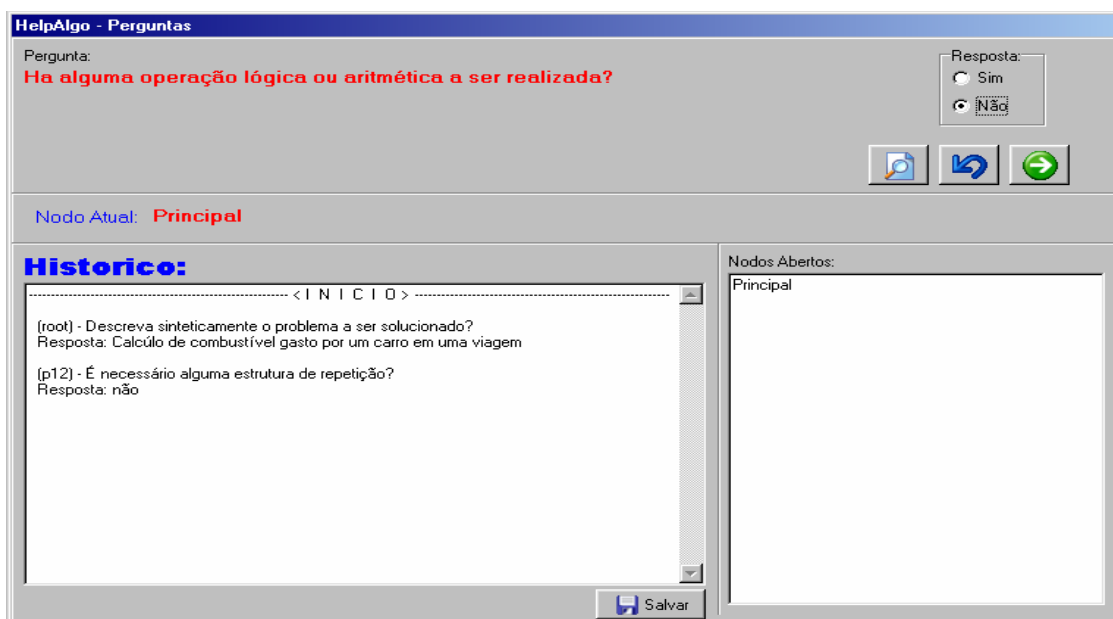 HelpAlgo - Perguntas
Pergunta:
Ha alguma operação lógica ou aritmética a ser realizada?
Resposta:
Sim
Não
Nodo Atual: Principal
Historico:
< I N I C I O >
(root) - Descreva sinteticamente o problema a ser solucionado?
Resposta: Calcúlo de combustível gasto por um carro em uma viagem
(p12) - É necessário alguma estrutura de repetição?
Resposta: não
Salvar
Nodos Abertos:
Principal